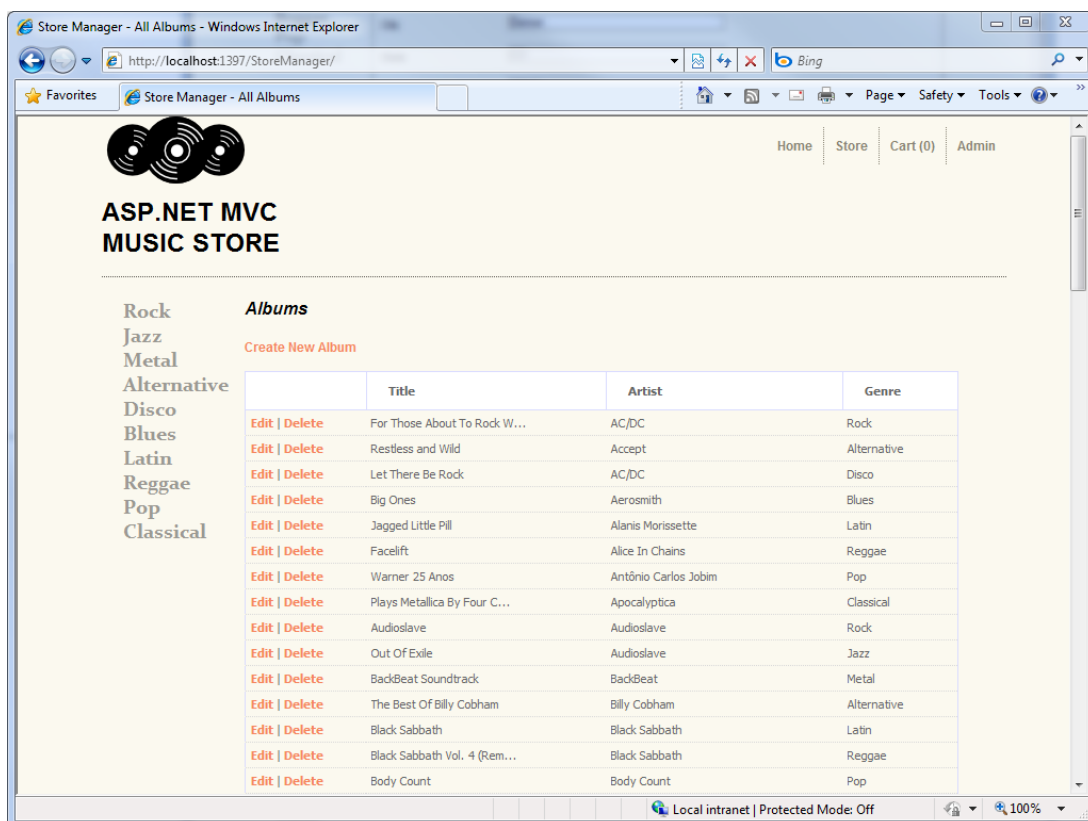 Store Manager - All Albums - Windows Internet Explorer
http://localhost:1397/StoreManager/
Bing
Favorites
Store Manager - All Albums
Page Safety Tools
Home Store Cart (0) Admin
ASP.NET MVC
MUSIC STORE
Rock
Jazz
Metal
Alternative
Disco
Blues
Latin
Reggae
Pop
Classical
Albums
Create New Album
Title Artist Genre
Edit | Delete For Those About To Rock W... AC/DC Rock
Edit | Delete Restless and Wild Accept Alternative
Edit | Delete Let There Be Rock AC/DC Disco
Edit | Delete Big Ones Aerosmith Blues
Edit | Delete Jagged Little Pill Alanis Morissette Latin
Edit | Delete Facelift Alice In Chains Reggae
Edit | Delete Warner 25 Anos Antônio Carlos Jobim Pop
Edit | Delete Plays Metallica By Four C... Apocalyptica Classical
Edit | Delete Audioslave Audioslave Rock
Edit | Delete Out Of Exile Audioslave Jazz
Edit | Delete BackBeat Soundtrack BackBeat Metal
Edit | Delete The Best Of Billy Cobham Billy Cobham Alternative
Edit | Delete Black Sabbath Black Sabbath Latin
Edit | Delete Black Sabbath Vol. 4 (Rem... Black Sabbath Reggae
Edit | Delete Body Count Body Count Pop
Local intranet | Protected Mode: Off 100%